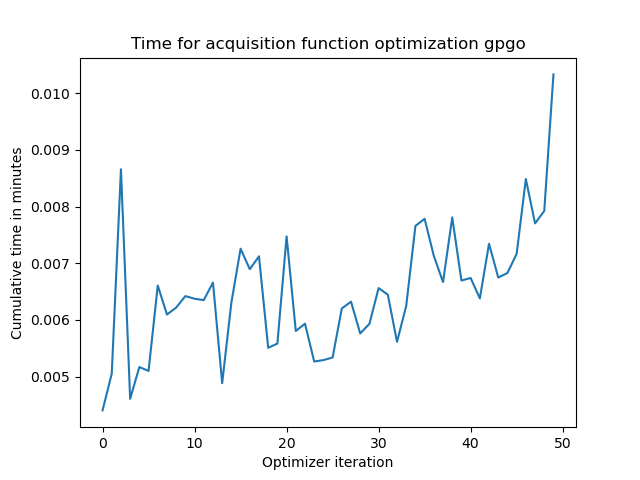 Time for acquisition function optimization gpgo
Cumulative time in minutes
0.010
0.009
0.008
0.007
0.006
0.005
0 10 20 30 40 50
Optimizer iteration